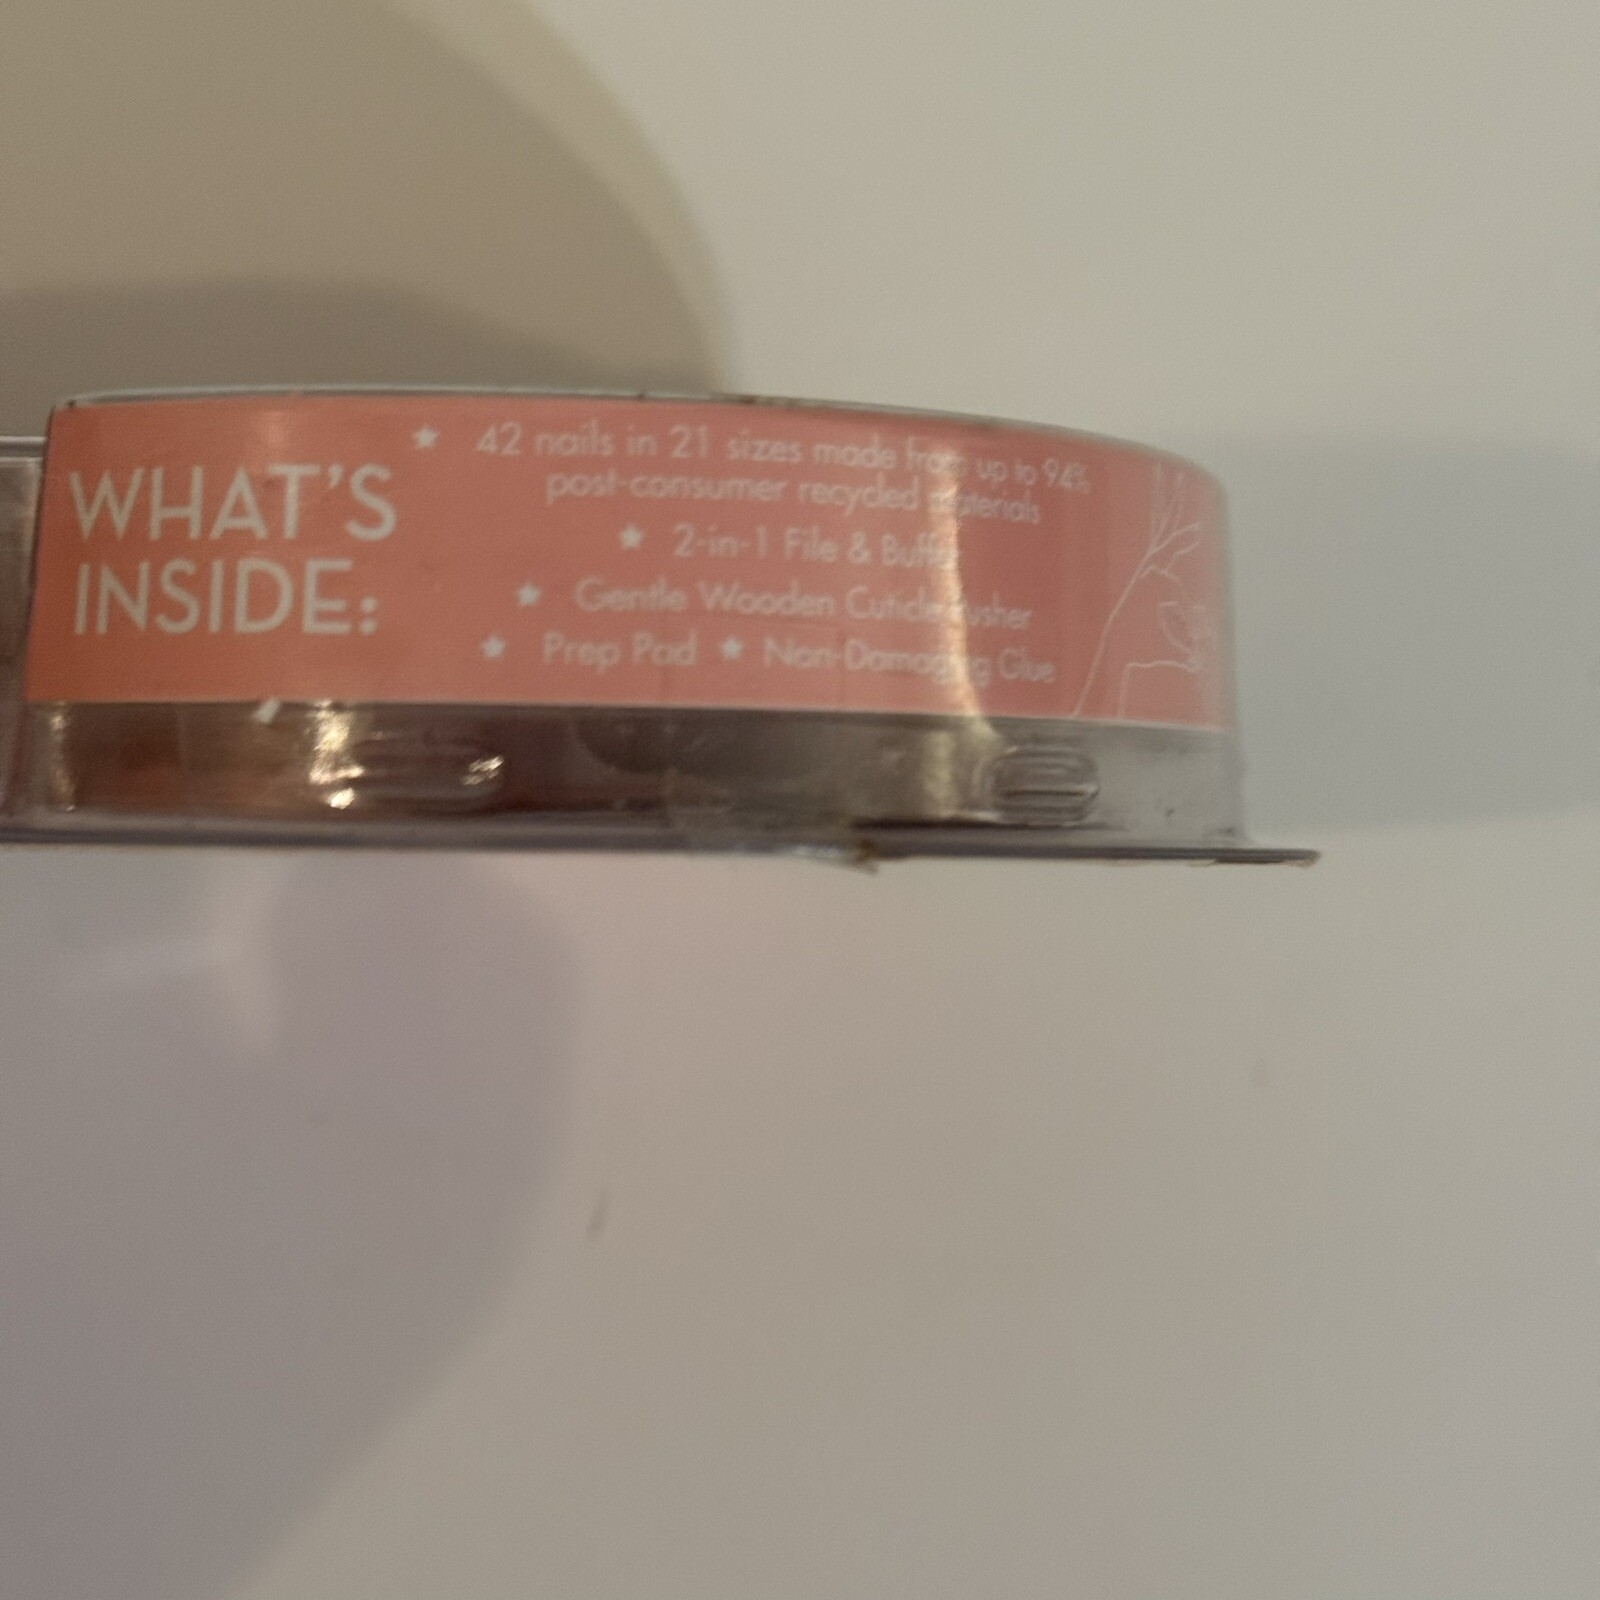 WHAT'S
INSIDE:
★ 42 nails in 21 sizes made from up to 94%
post-consumer recycled materials
★ 2-in-1 File & Buffer
★ Gentle Wooden Cuticle Pusher
★ Prep Pad ★ Non-Damaging Glue